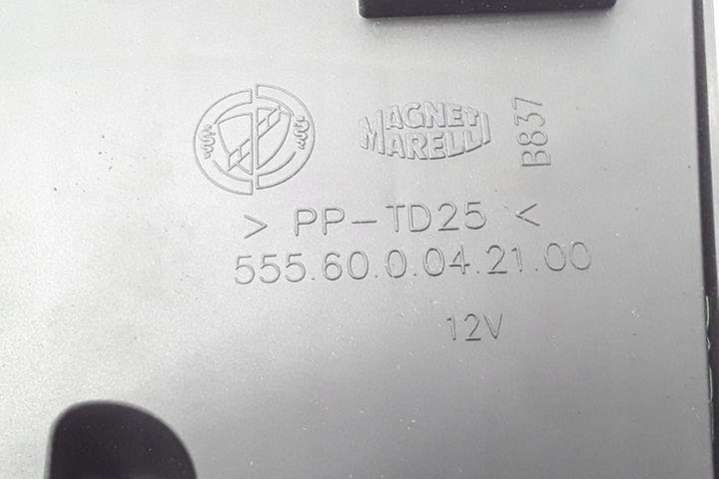 MAGNETI
MARELLI
B837
> PP-TD25 <
555.60.0.04.21.00
12V